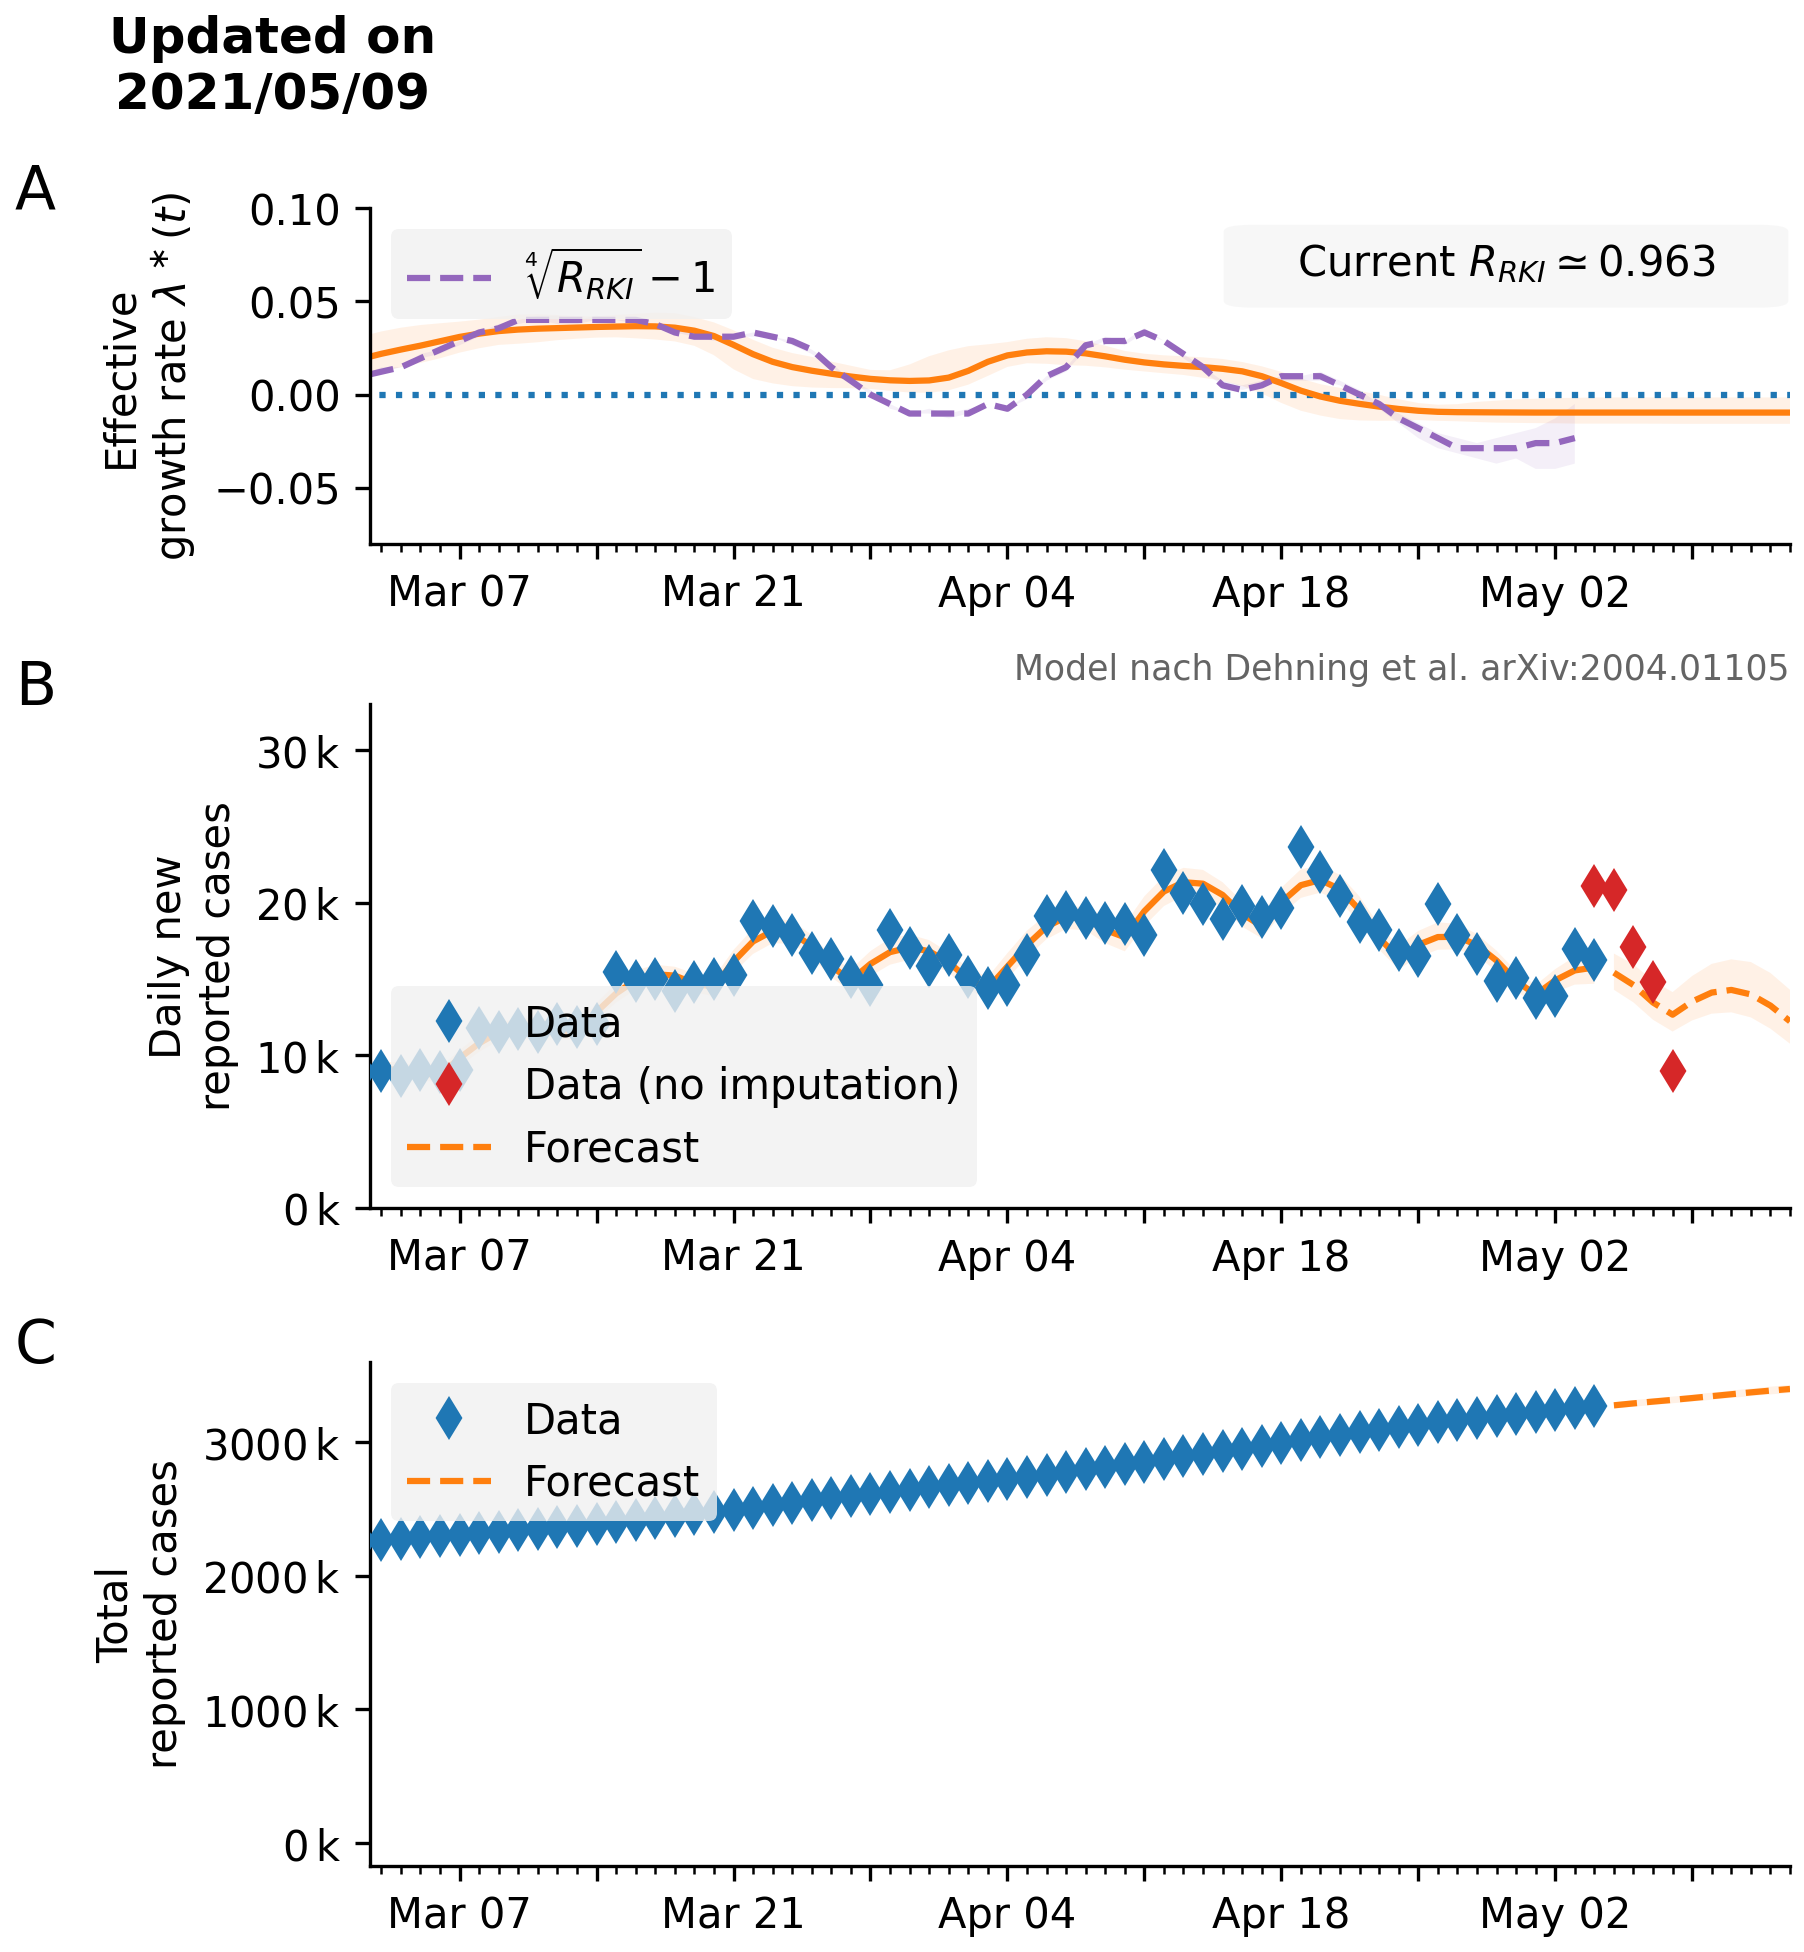 Updated on
2021/05/09
A
Effective
growth rate λ*(t)
0.10
0.05
0.00
−0.05
∜R_RKI − 1
Current R_RKI ≃ 0.963
Mar 07 Mar 21 Apr 04 Apr 18 May 02
Model nach Dehning et al. arXiv:2004.01105
B
Daily new
reported cases
30 k
20 k
10 k
0 k
Data
Data (no imputation)
Forecast
Mar 07 Mar 21 Apr 04 Apr 18 May 02
C
Total
reported cases
3000 k
2000 k
1000 k
0 k
Data
Forecast
Mar 07 Mar 21 Apr 04 Apr 18 May 02